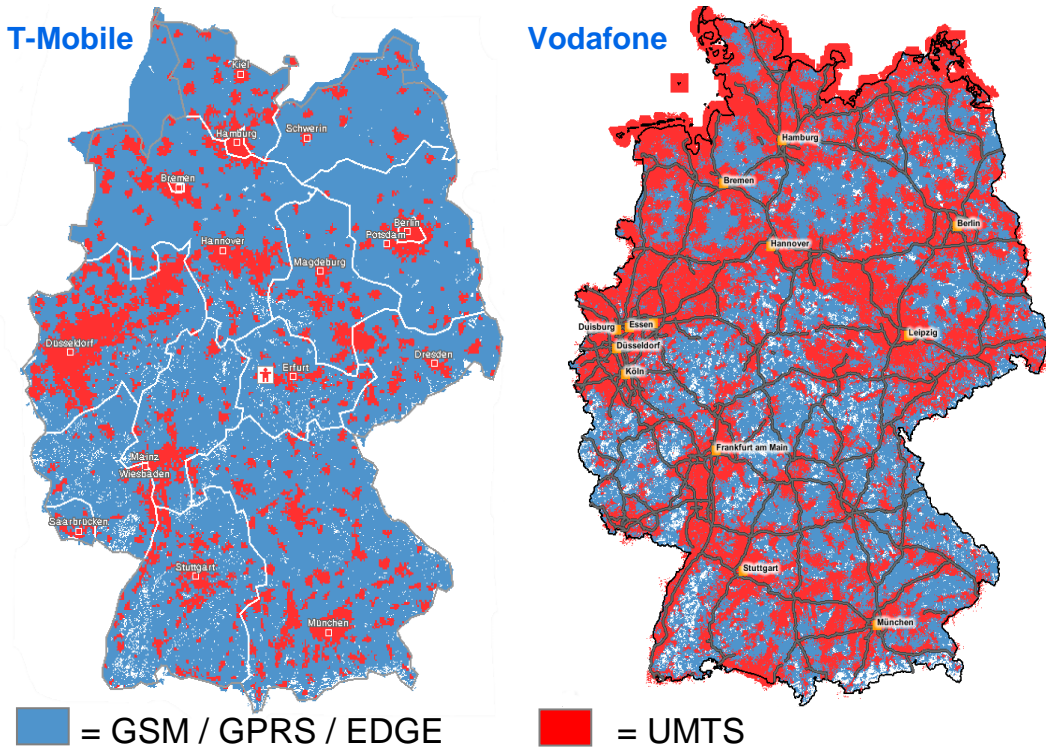 T-Mobile
Kiel
Hamburg
Schwerin
Bremen
Berlin
Potsdam
Hannover
Magdeburg
Düsseldorf
Dresden
Erfurt
Mainz
Wiesbaden
Saarbrücken
Stuttgart
München
Vodafone
Hamburg
Bremen
Berlin
Hannover
Duisburg
Essen
Leipzig
Düsseldorf
Köln
Frankfurt am Main
Stuttgart
München
= GSM / GPRS / EDGE
= UMTS